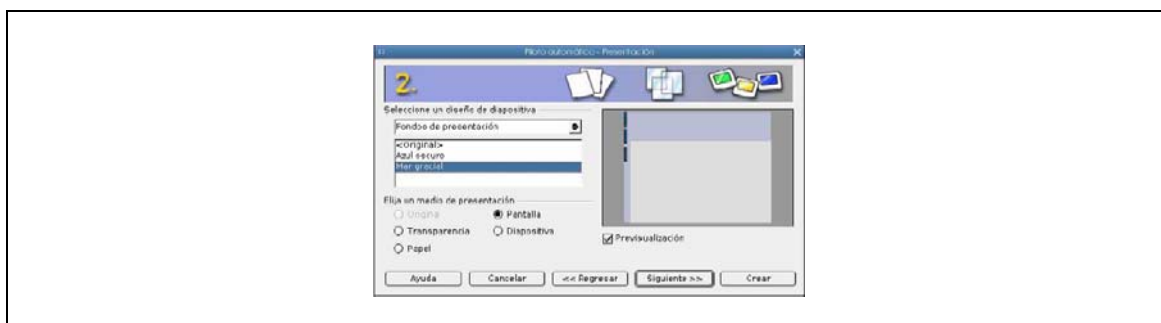 Piloto automático - Presentación
2.
Seleccione un diseño de diapositiva
Fondos de presentación
<Original>
Azul oscuro
Mar glacial
Elija un medio de presentación
Original
Pantalla
Transparencia
Diapositiva
Papel
Previsualización
Ayuda
Cancelar
<< Regresar
Siguiente >>
Crear